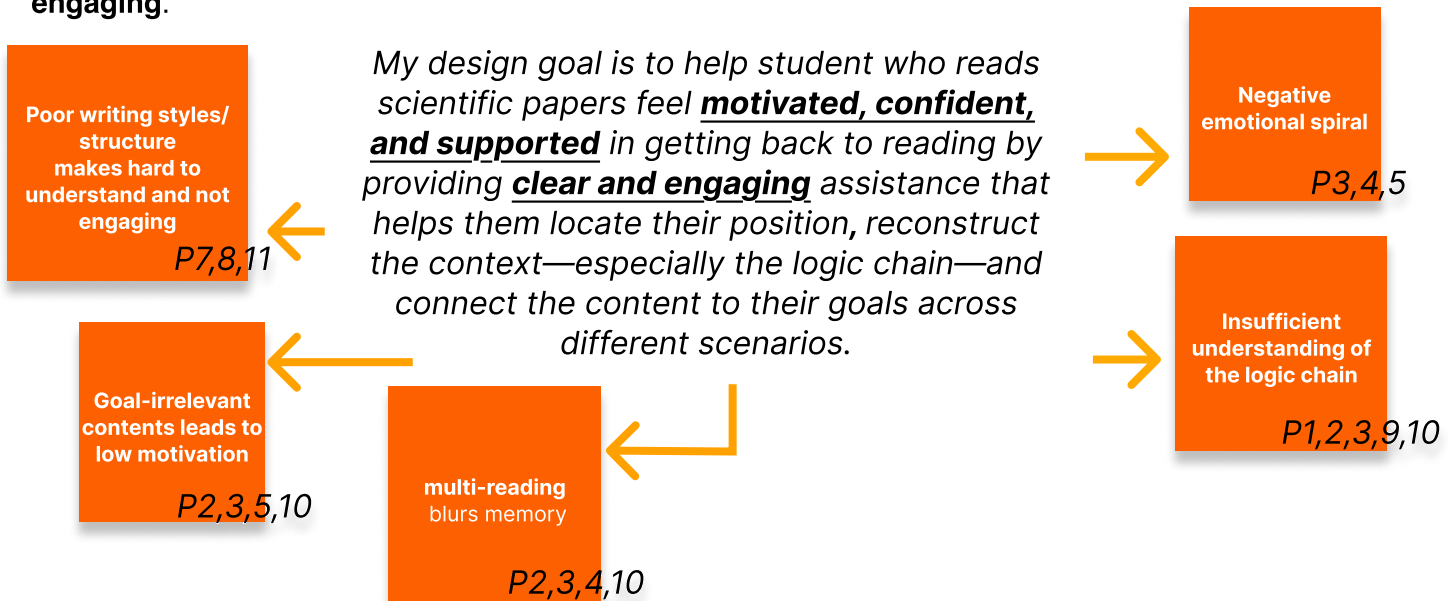 engaging.
Poor writing styles/
structure
makes hard to
understand and not
engaging
P7,8,11
My design goal is to help student who reads
scientific papers feel motivated, confident,
and supported in getting back to reading by
providing clear and engaging assistance that
helps them locate their position, reconstruct
the context—especially the logic chain—and
connect the content to their goals across
different scenarios.
Negative
emotional spiral
P3,4,5
Insufficient
understanding of
the logic chain
P1,2,3,9,10
Goal-irrelevant
contents leads to
low motivation
P2,3,5,10
multi-reading
blurs memory
P2,3,4,10